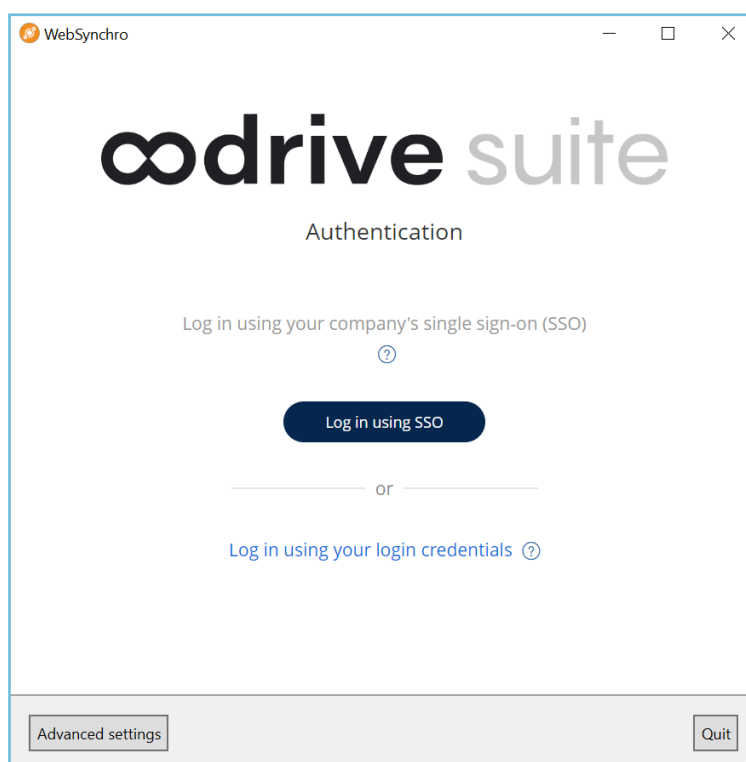 WebSynchro
oodrive suite
Authentication
Log in using your company's single sign-on (SSO)
?
Log in using SSO
or
Log in using your login credentials ?
Advanced settings
Quit